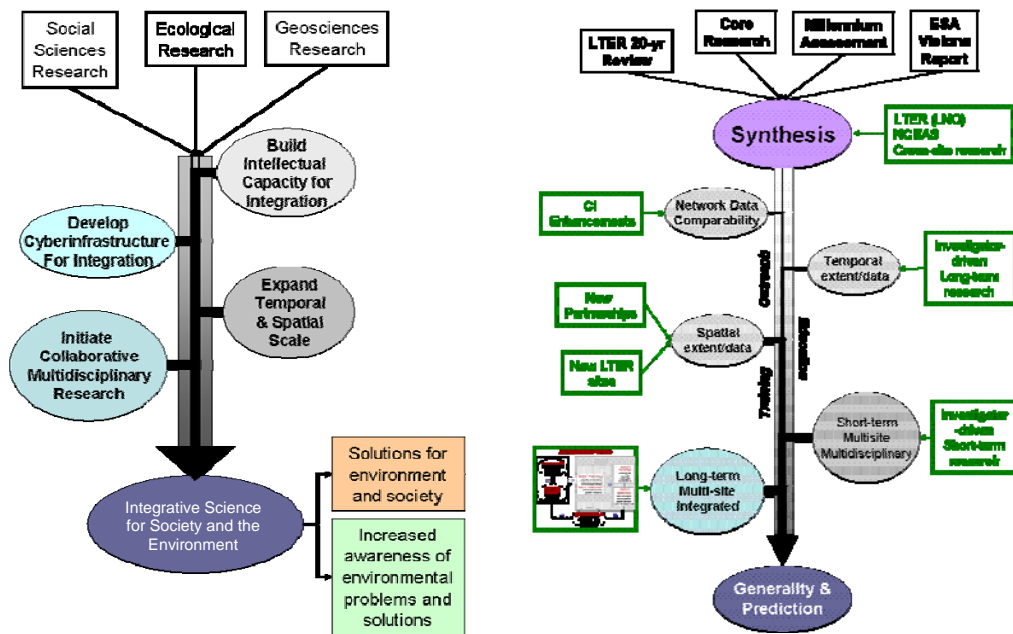 Social
Sciences
Research
Ecological
Research
Geosciences
Research
Build
Intellectual
Capacity for
Integration
Develop
Cyberinfrastructure
For Integration
Expand
Temporal
& Spatial
Scale
Initiate
Collaborative
Multidisciplinary
Research
Integrative Science
for Society and the
Environment
Solutions for
environment
and society
Increased
awareness of
environmental
problems and
solutions
LTER 20-yr
Review
Core
Research
Millennium
Assessment
ESA
Visions
Report
Synthesis
LTER (LNO)
NCEAS
Cross-site research
CI
Enhancements
Network Data
Comparability
Outreach
Temporal
extent/data
Investigator-
driven
Long-term
research
New
Partnerships
Spatial
extent/data
New LTER
sites
Training
Education
Short-term
Multisite
Multidisciplinary
Investigator
-driven
Short-term
research
Long-term
Multi-site
Integrated
Generality &
Prediction